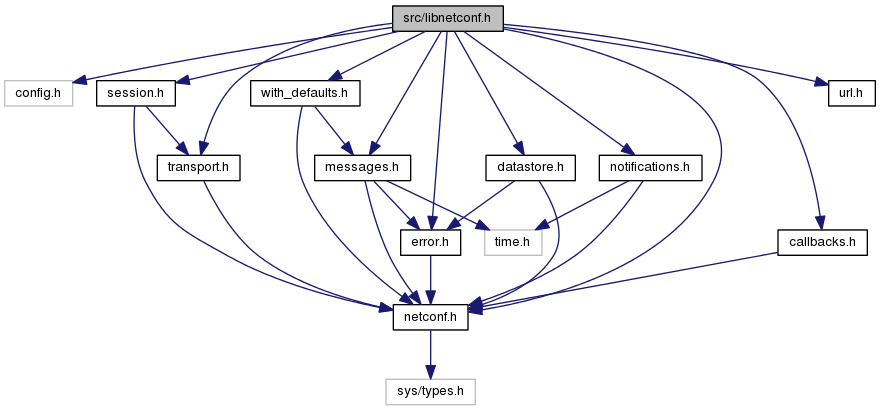 src/libnetconf.h
config.h
session.h
with_defaults.h
url.h
transport.h
messages.h
datastore.h
notifications.h
error.h
time.h
callbacks.h
netconf.h
sys/types.h